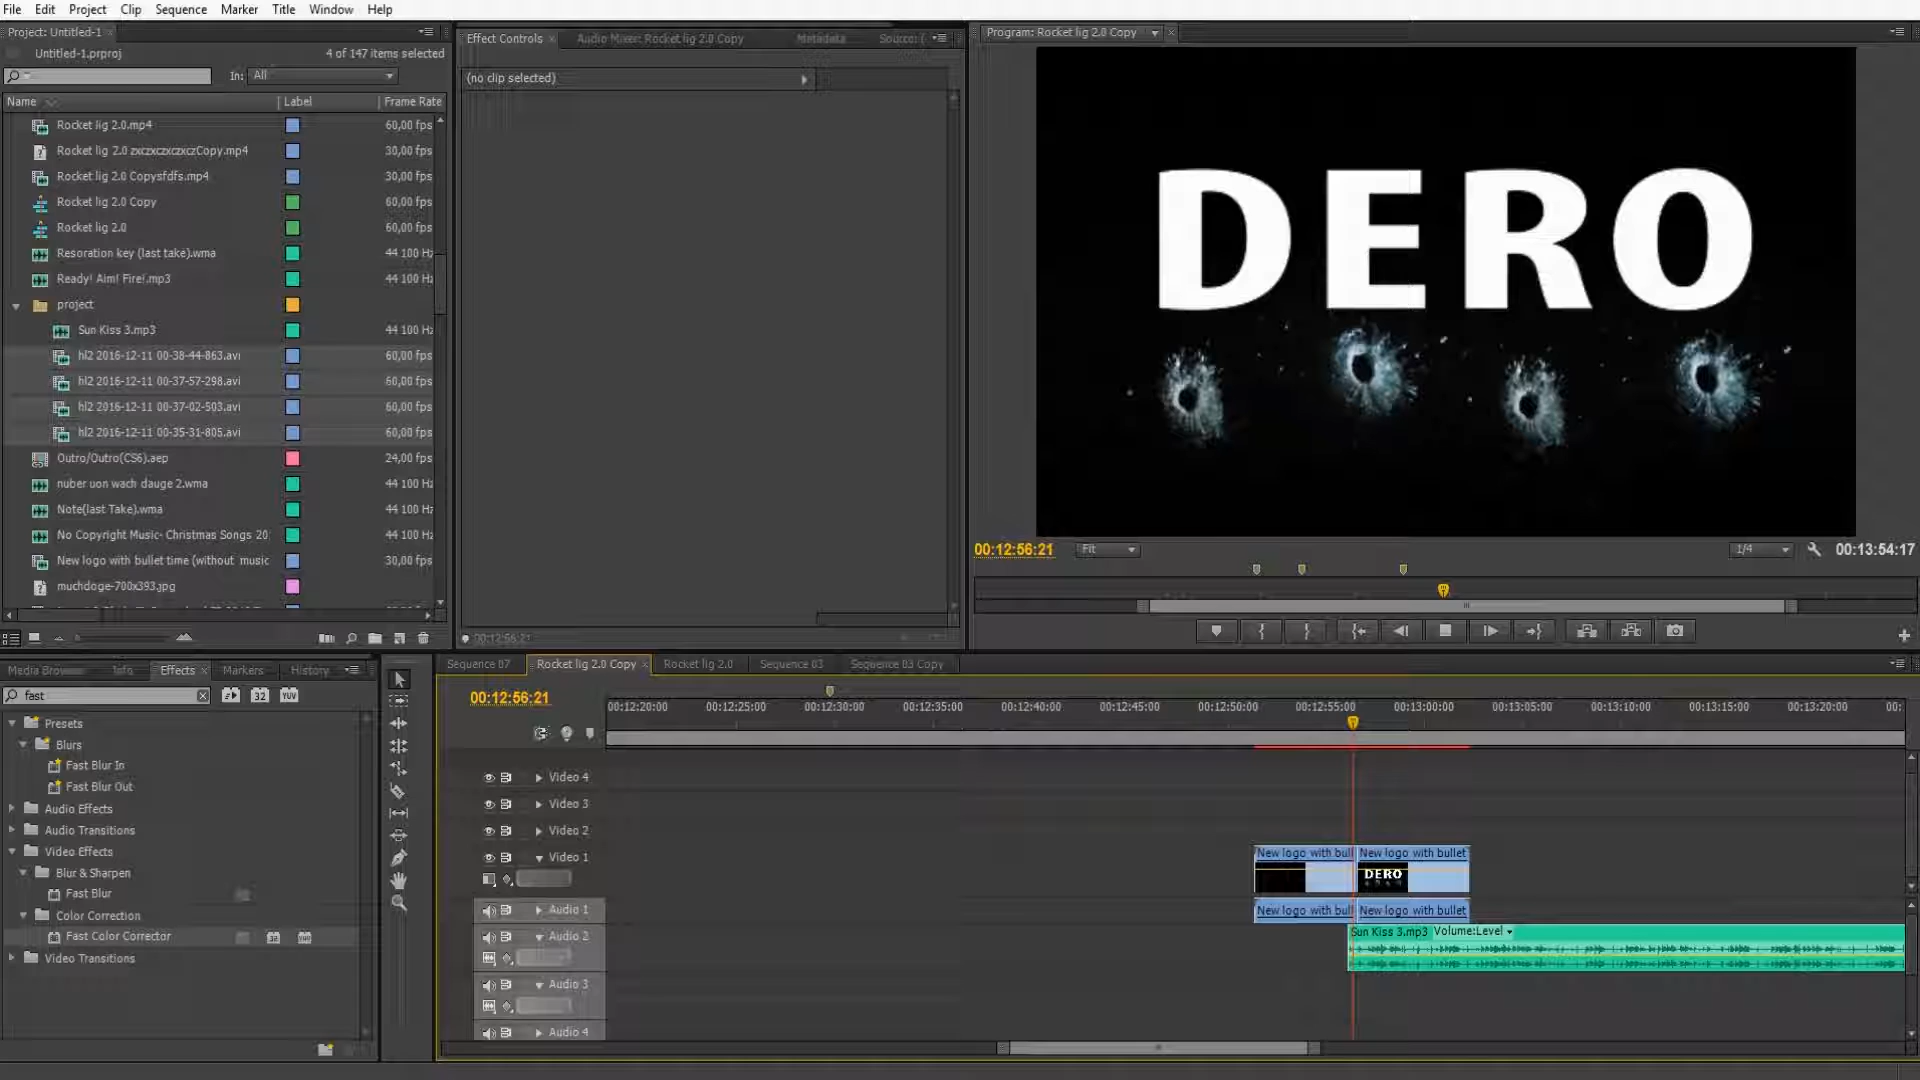 File Edit Project Clip Sequence Marker Title Window Help
Project: Untitled-1
Untitled-1.prproj 4 of 147 items selected
In: All
Name Label Frame Rate
Rocket lig 2.0.mp4 60,00 fps
Rocket lig 2.0 zxczxczxczxczCopy.mp4 30,00 fps
Rocket lig 2.0 Copysfdfs.mp4 30,00 fps
Rocket lig 2.0 Copy 60,00 fps
Rocket lig 2.0 60,00 fps
Resoration key (last take).wma 44 100 Hz
Ready! Aim! Fire!.mp3 44 100 Hz
project
Sun Kiss 3.mp3 44 100 Hz
hl2 2016-12-11 00-38-44-863.avi 60,00 fps
hl2 2016-12-11 00-37-57-298.avi 60,00 fps
hl2 2016-12-11 00-37-02-503.avi 60,00 fps
hl2 2016-12-11 00-35-31-805.avi 60,00 fps
Outro/Outro(CS6).aep 24,00 fps
nuber uon wach dauge 2.wma 44 100 Hz
Note(last Take).wma 44 100 Hz
No Copyright Music- Christmas Songs 20 44 100 Hz
New logo with bullet time (without music 30,00 fps
muchdoge-700x393.jpg
Effect Controls Audio Mixer: Rocket lig 2.0 Copy Metadata Source: (
(no clip selected)
00:12:56:21
Program: Rocket lig 2.0 Copy
DERO
00:12:56:21 Fit 1/4 00:13:54:17
Media Brow Info Effects Markers History
fast
32 YUV
Presets
Blurs
Fast Blur In
Fast Blur Out
Audio Effects
Audio Transitions
Video Effects
Blur & Sharpen
Fast Blur
Color Correction
Fast Color Corrector
Video Transitions
Sequence 07 Rocket lig 2.0 Copy Rocket lig 2.0 Sequence 03 Sequence 03 Copy
00:12:56:21
00:12:20:00 00:12:25:00 00:12:30:00 00:12:35:00 00:12:40:00 00:12:45:00 00:12:50:00 00:12:55:00 00:13:00:00 00:13:05:00 00:13:10:00 00:13:15:00 00:13:20:00 00:
Video 4
Video 3
Video 2
Video 1
New logo with bull New logo with bullet
DERO
Audio 1
New logo with bull New logo with bullet
Audio 2
Sun Kiss 3.mp3 Volume:Level
Audio 3
Audio 4